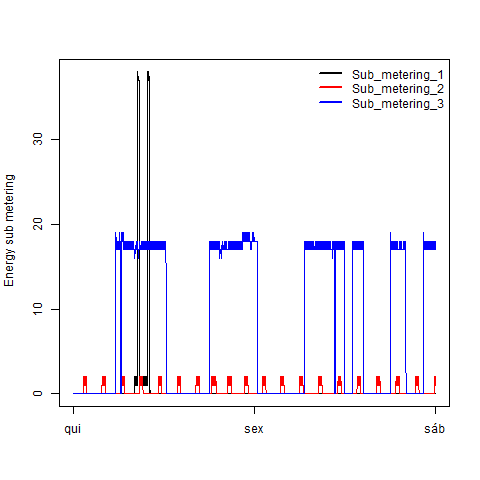 Sub_metering_1
Sub_metering_2
Sub_metering_3
Energy sub metering
30
20
10
0
qui sex sáb